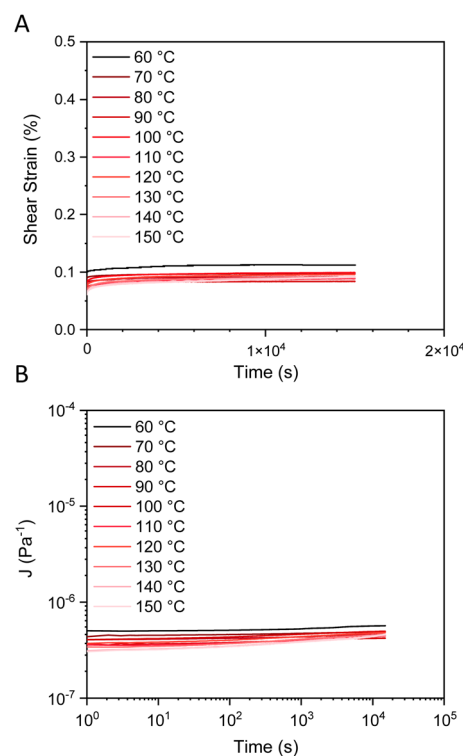 A
0.5
0.4
0.3
0.2
0.1
0.0
Shear Strain (%)
60 °C
70 °C
80 °C
90 °C
100 °C
110 °C
120 °C
130 °C
140 °C
150 °C
0
1×10⁴
2×10⁴
Time (s)
B
10⁻⁴
10⁻⁵
10⁻⁶
10⁻⁷
J (Pa⁻¹)
60 °C
70 °C
80 °C
90 °C
100 °C
110 °C
120 °C
130 °C
140 °C
150 °C
10⁰
10¹
10²
10³
10⁴
10⁵
Time (s)